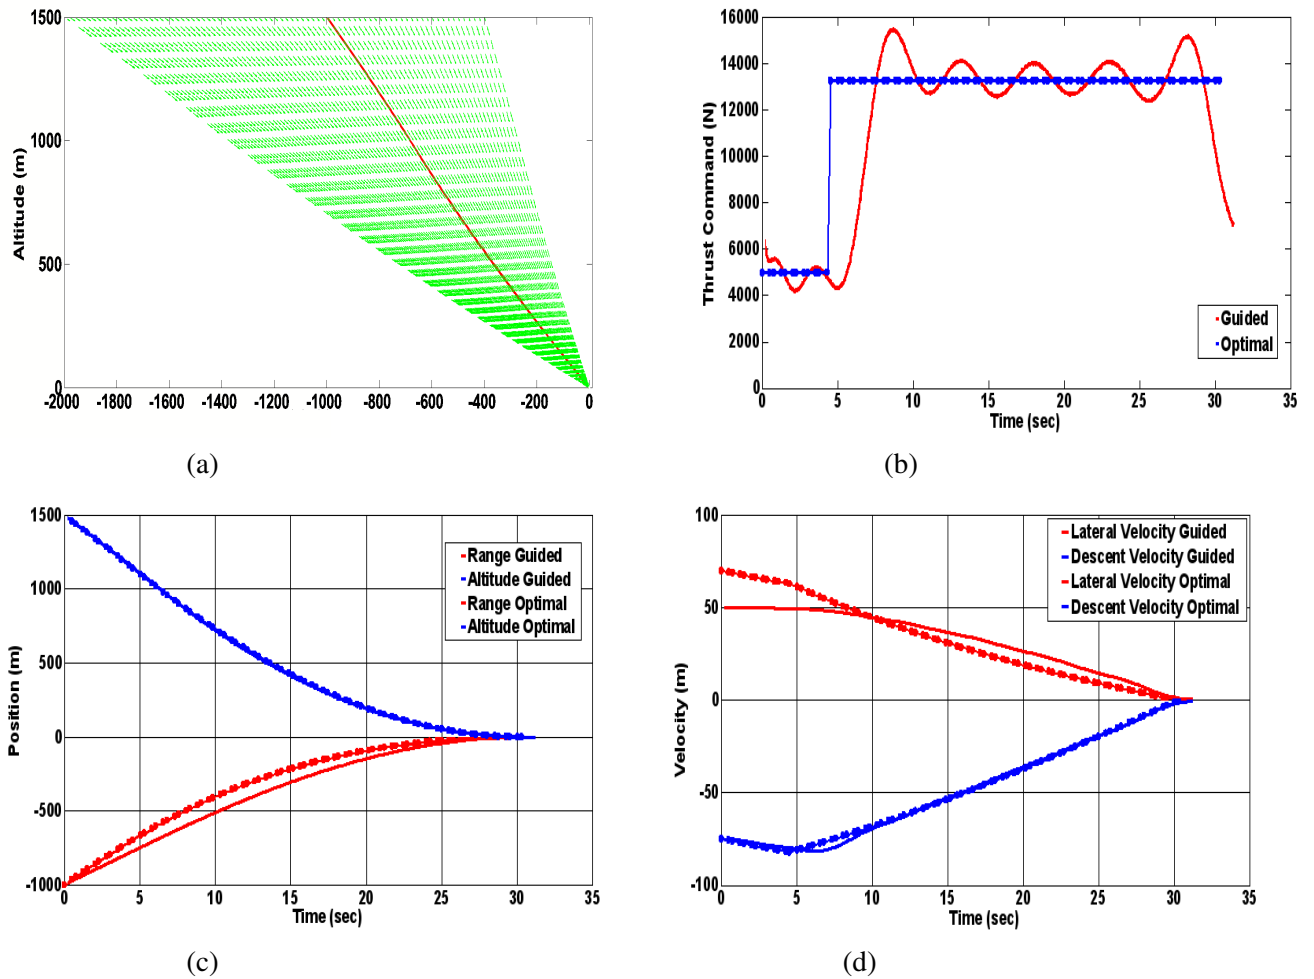 1500
1000
500
0
Altitude (m)
-2000 -1800 -1600 -1400 -1200 -1000 -800 -600 -400 -200 0
(a)
16000
14000
12000
10000
8000
6000
4000
2000
0
Thrust Command (N)
0 5 10 15 20 25 30 35
Time (sec)
Guided
Optimal
(b)
1500
1000
500
0
-500
-1000
Position (m)
0 5 10 15 20 25 30 35
Time (sec)
Range Guided
Altitude Guided
Range Optimal
Altitude Optimal
(c)
100
50
0
-50
-100
Velocity (m)
0 5 10 15 20 25 30 35
Time (sec)
Lateral Velocity Guided
Descent Velocity Guided
Lateral Velocity Optimal
Descent Velocity Optimal
(d)